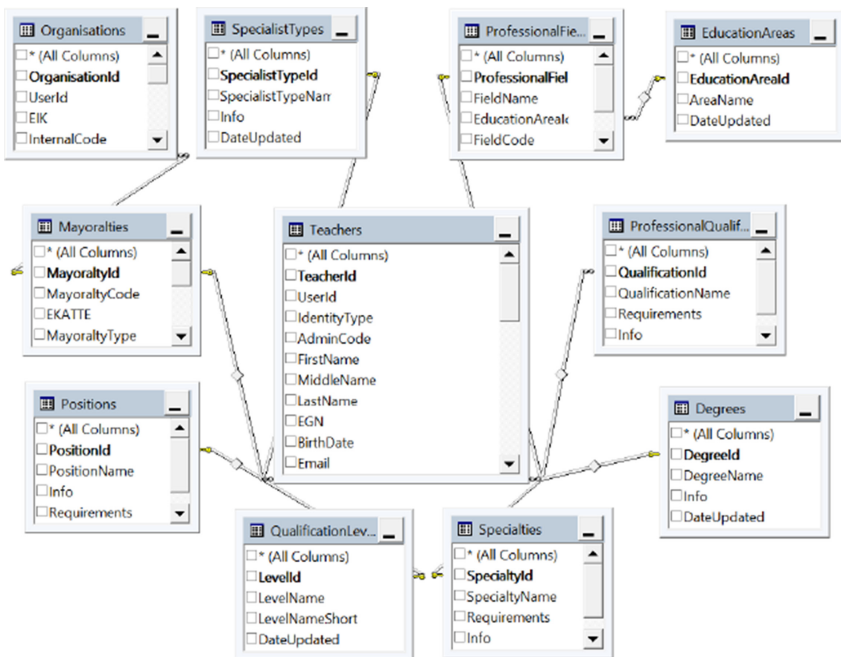 Organisations
* (All Columns)
OrganisationId
UserId
EIK
InternalCode
SpecialistTypes
* (All Columns)
SpecialistTypeId
SpecialistTypeNam
Info
DateUpdated
ProfessionalFie...
* (All Columns)
ProfessionalFiel
FieldName
EducationAreaI
FieldCode
EducationAreas
* (All Columns)
EducationAreaId
AreaName
DateUpdated
Mayoralties
* (All Columns)
MayoraltyId
MayoraltyCode
EKATTE
MayoraltyType
Teachers
* (All Columns)
TeacherId
UserId
IdentityType
AdminCode
FirstName
MiddleName
LastName
EGN
BirthDate
Email
ProfessionalQualif...
* (All Columns)
QualificationId
QualificationName
Requirements
Info
Positions
* (All Columns)
PositionId
PositionName
Info
Requirements
Degrees
* (All Columns)
DegreeId
DegreeName
Info
DateUpdated
QualificationLev...
* (All Columns)
LevelId
LevelName
LevelNameShort
DateUpdated
Specialties
* (All Columns)
SpecialtyId
SpecialtyName
Requirements
Info